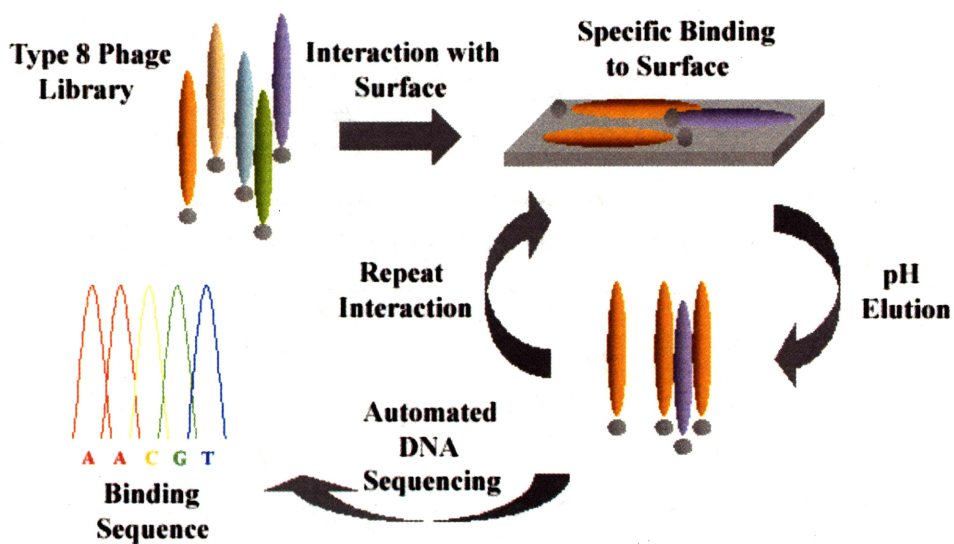 Type 8 Phage
Library
Interaction with
Surface
Specific Binding
to Surface
Repeat
Interaction
pH
Elution
Automated
DNA
Sequencing
A A C G T
Binding
Sequence